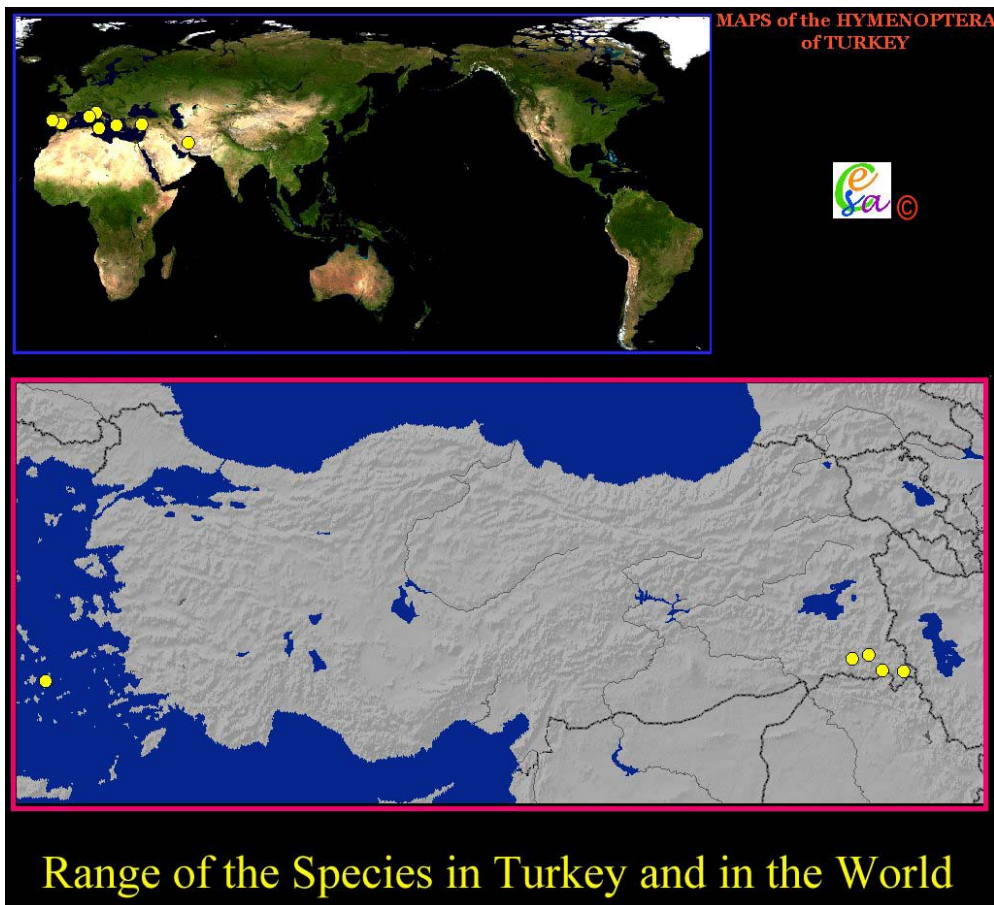 MAPS of the HYMENOPTERA
of TURKEY
esa ©
Range of the Species in Turkey and in the World